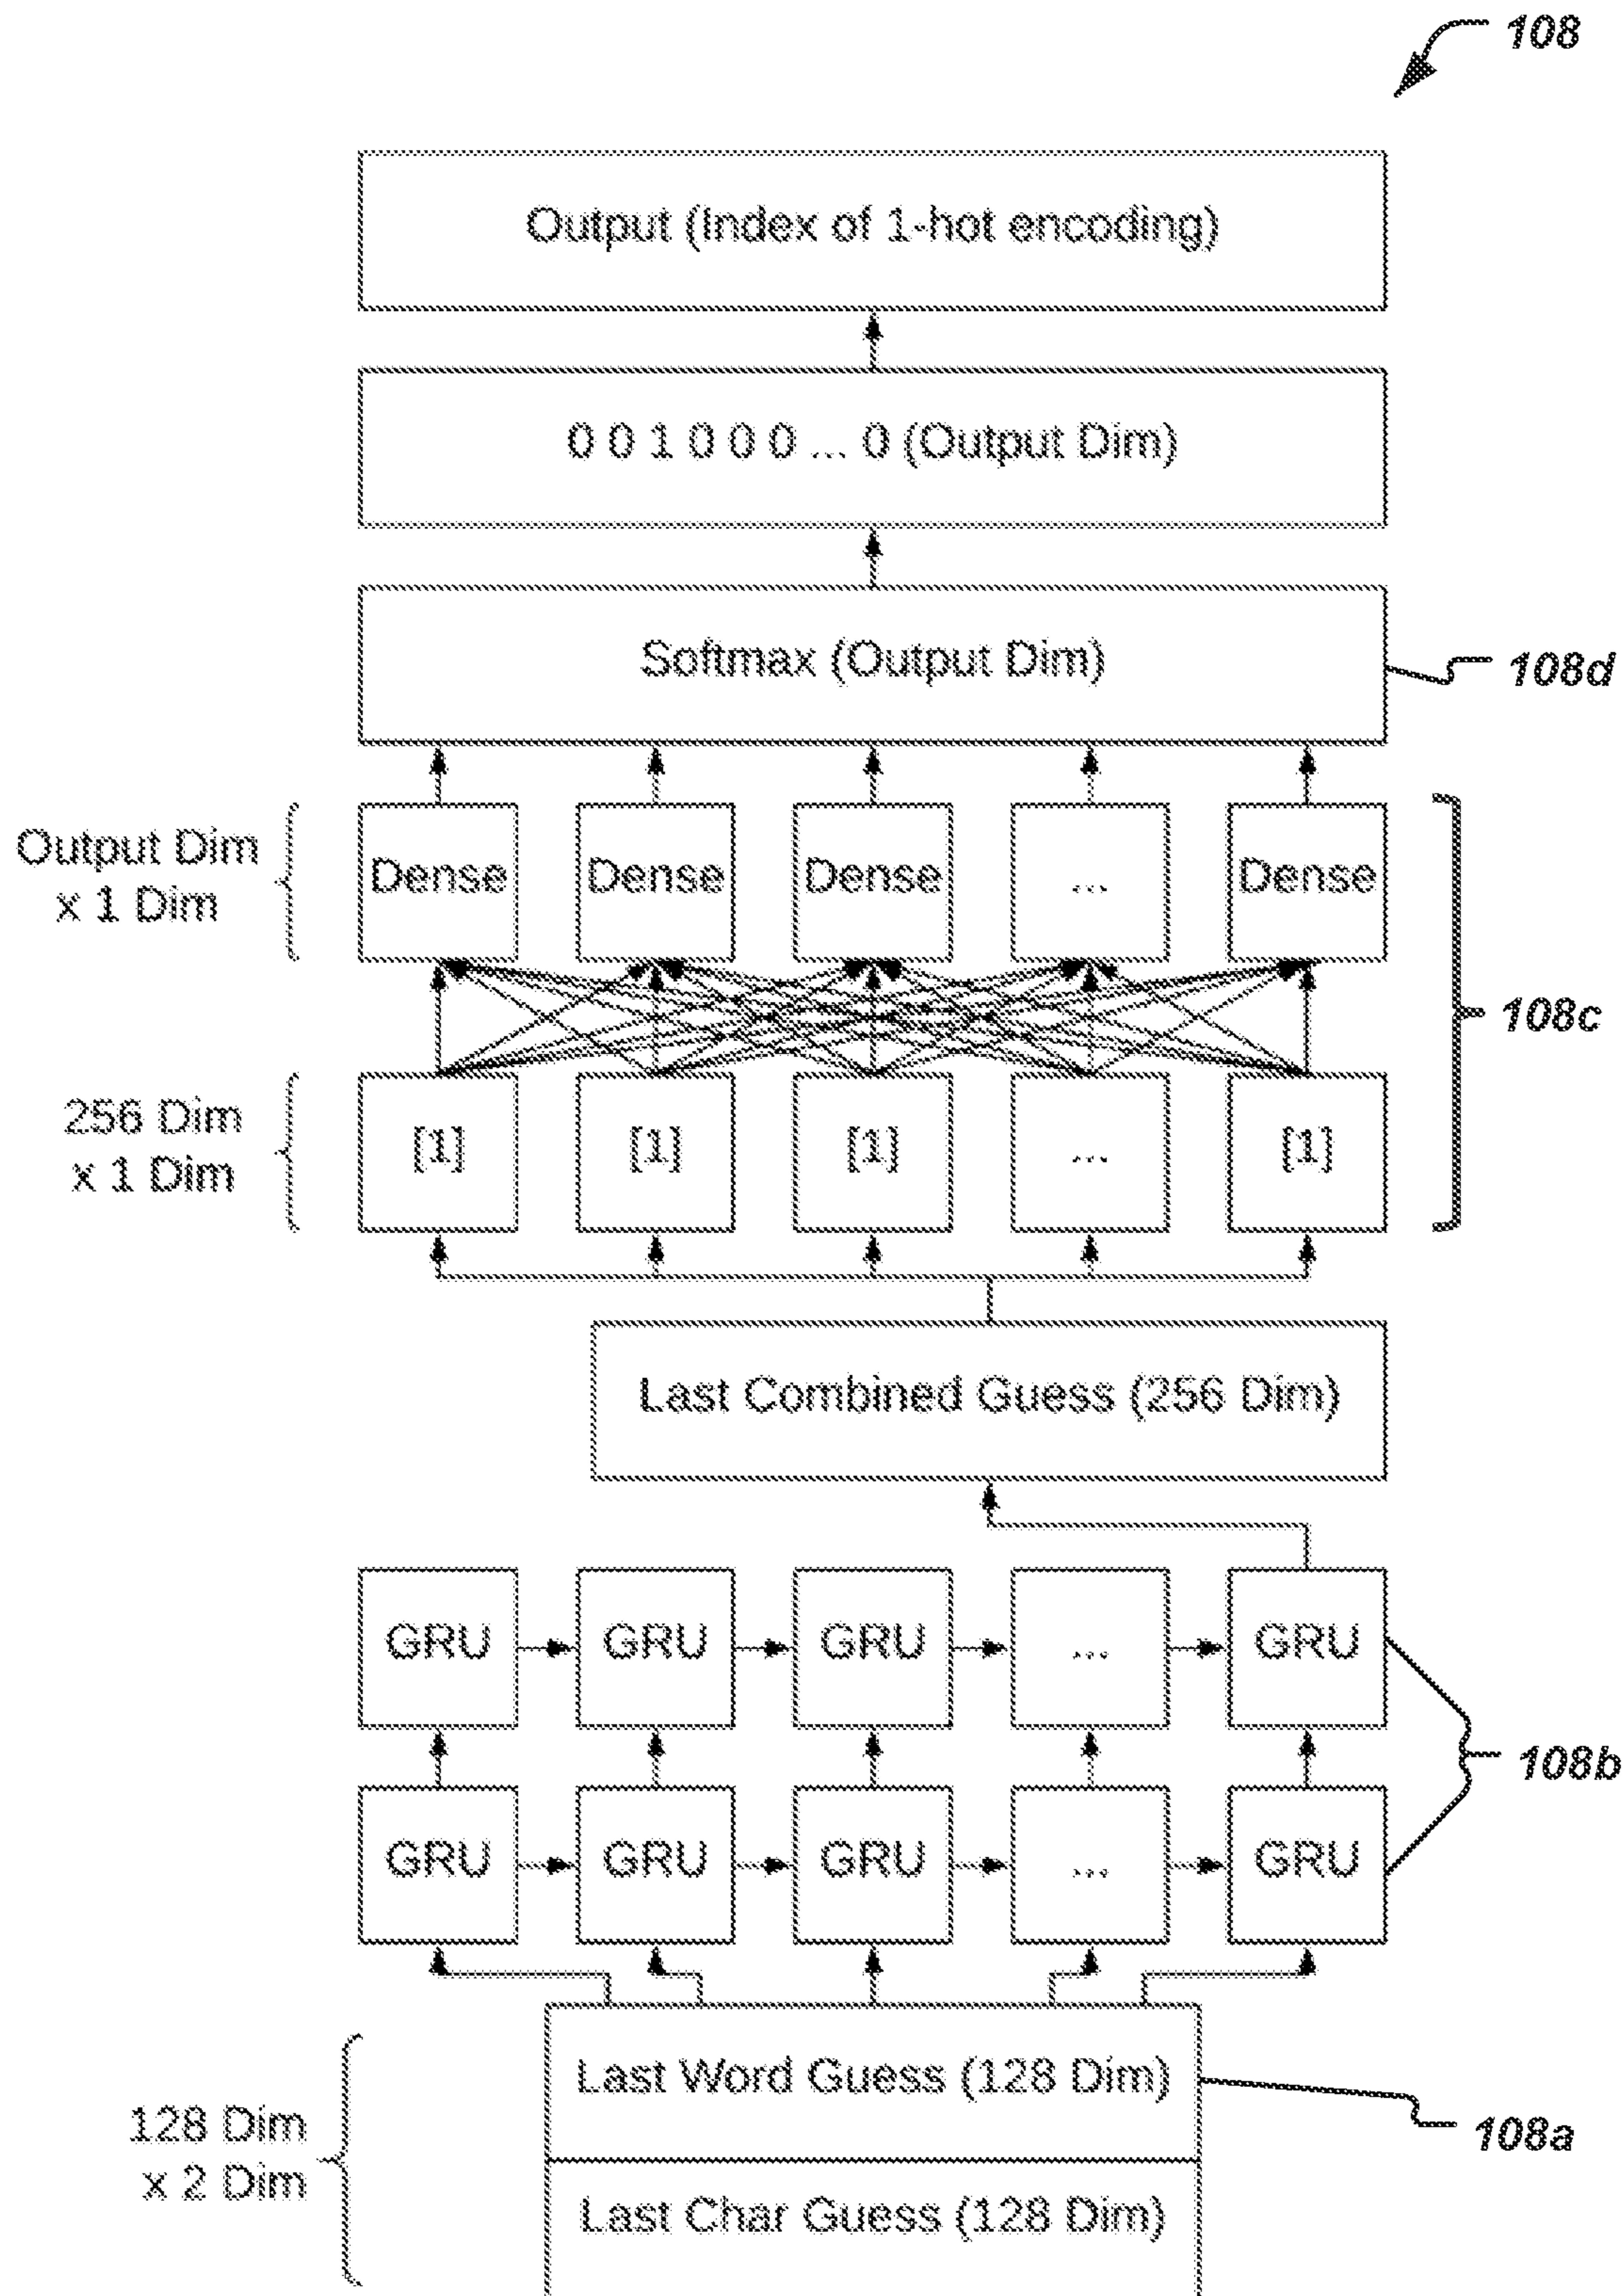 108
Output (Index of 1-hot encoding)
0 0 1 0 0 0 ... 0 (Output Dim)
Softmax (Output Dim)
108d
Output Dim
x 1 Dim
Dense
Dense
Dense
...
Dense
108c
256 Dim
x 1 Dim
[1]
[1]
[1]
...
[1]
Last Combined Guess (256 Dim)
GRU
GRU
GRU
...
GRU
108b
GRU
GRU
GRU
...
GRU
128 Dim
x 2 Dim
Last Word Guess (128 Dim)
108a
Last Char Guess (128 Dim)